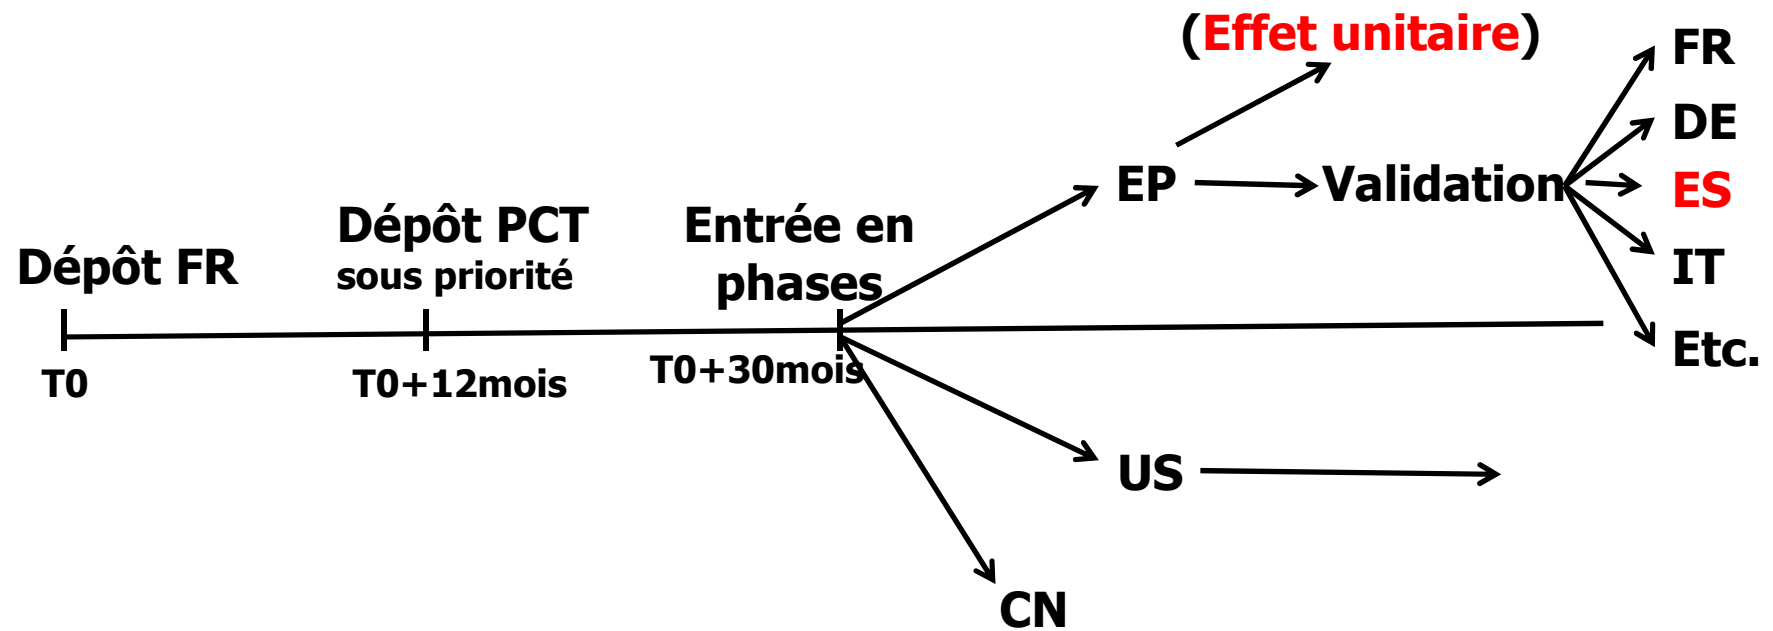 Dépôt FR
T0
Dépôt PCT
sous priorité
T0+12mois
Entrée en
phases
T0+30mois
(Effet unitaire)
EP
Validation
FR
DE
ES
IT
Etc.
US
CN